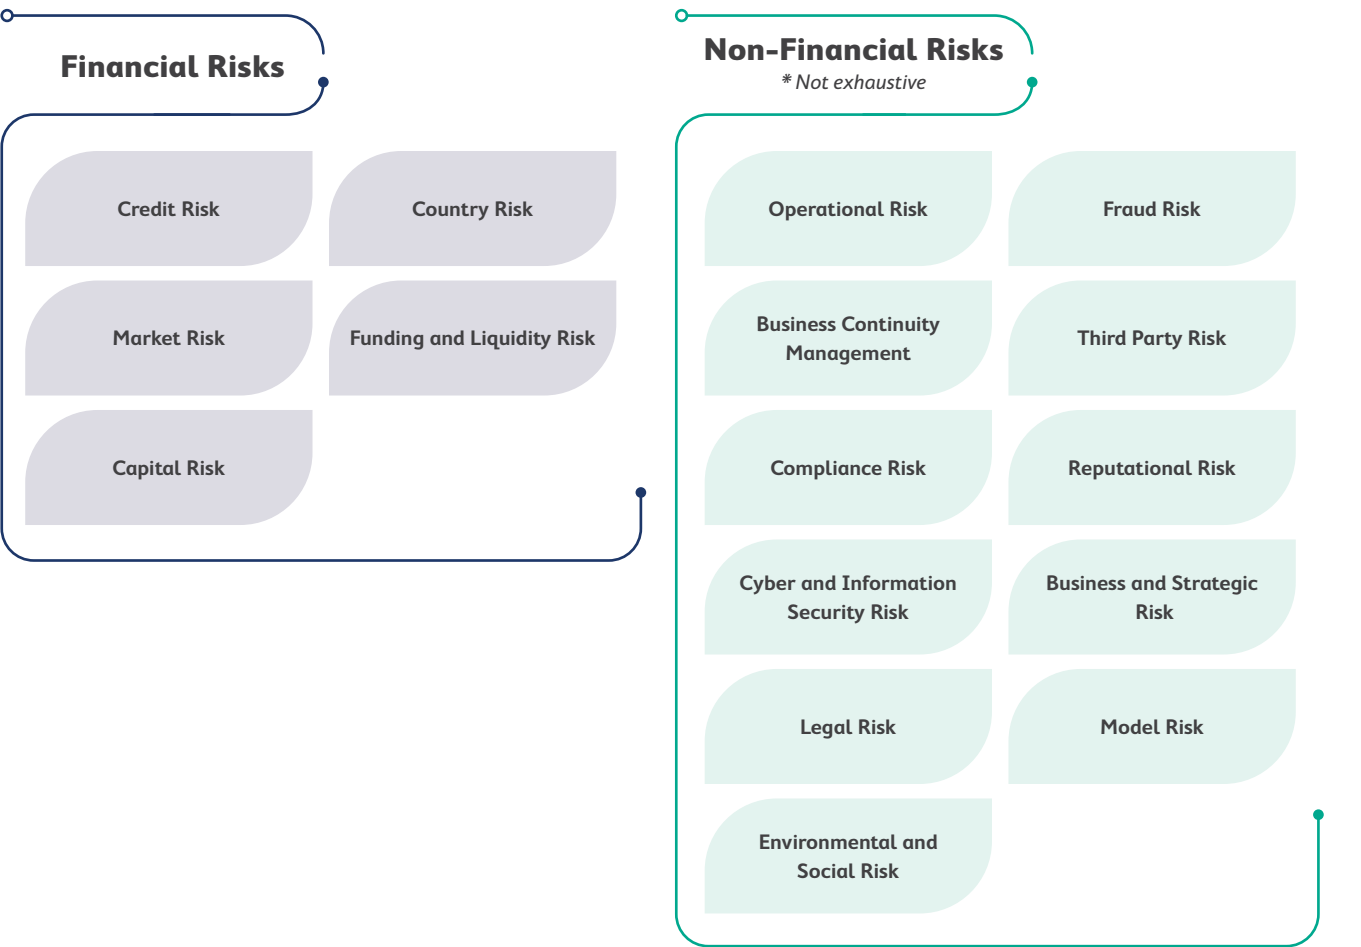 Financial Risks
Credit Risk
Country Risk
Market Risk
Funding and Liquidity Risk
Capital Risk
Non-Financial Risks
* Not exhaustive
Operational Risk
Fraud Risk
Business Continuity
Management
Third Party Risk
Compliance Risk
Reputational Risk
Cyber and Information
Security Risk
Business and Strategic
Risk
Legal Risk
Model Risk
Environmental and
Social Risk